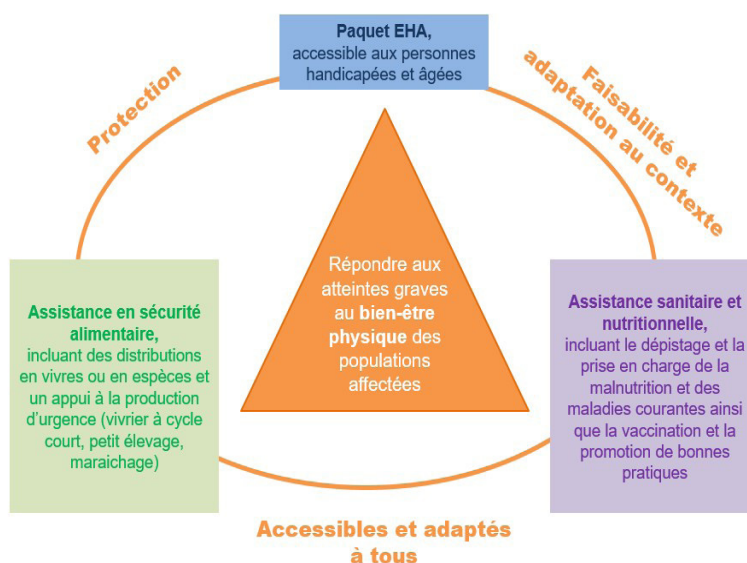 Paquet EHA,
accessible aux personnes
handicapées et âgées
Protection
Faisabilité et
adaptation au contexte
Répondre aux
atteintes graves
au bien-être
physique des
populations
affectées
Assistance en sécurité
alimentaire,
incluant des distributions
en vivres ou en espèces et
un appui à la production
d'urgence (vivrier à cycle
court, petit élevage,
maraichage)
Assistance sanitaire et
nutritionnelle,
incluant le dépistage et la
prise en charge de la
malnutrition et des
maladies courantes ainsi
que la vaccination et la
promotion de bonnes
pratiques
Accessibles et adaptés
à tous